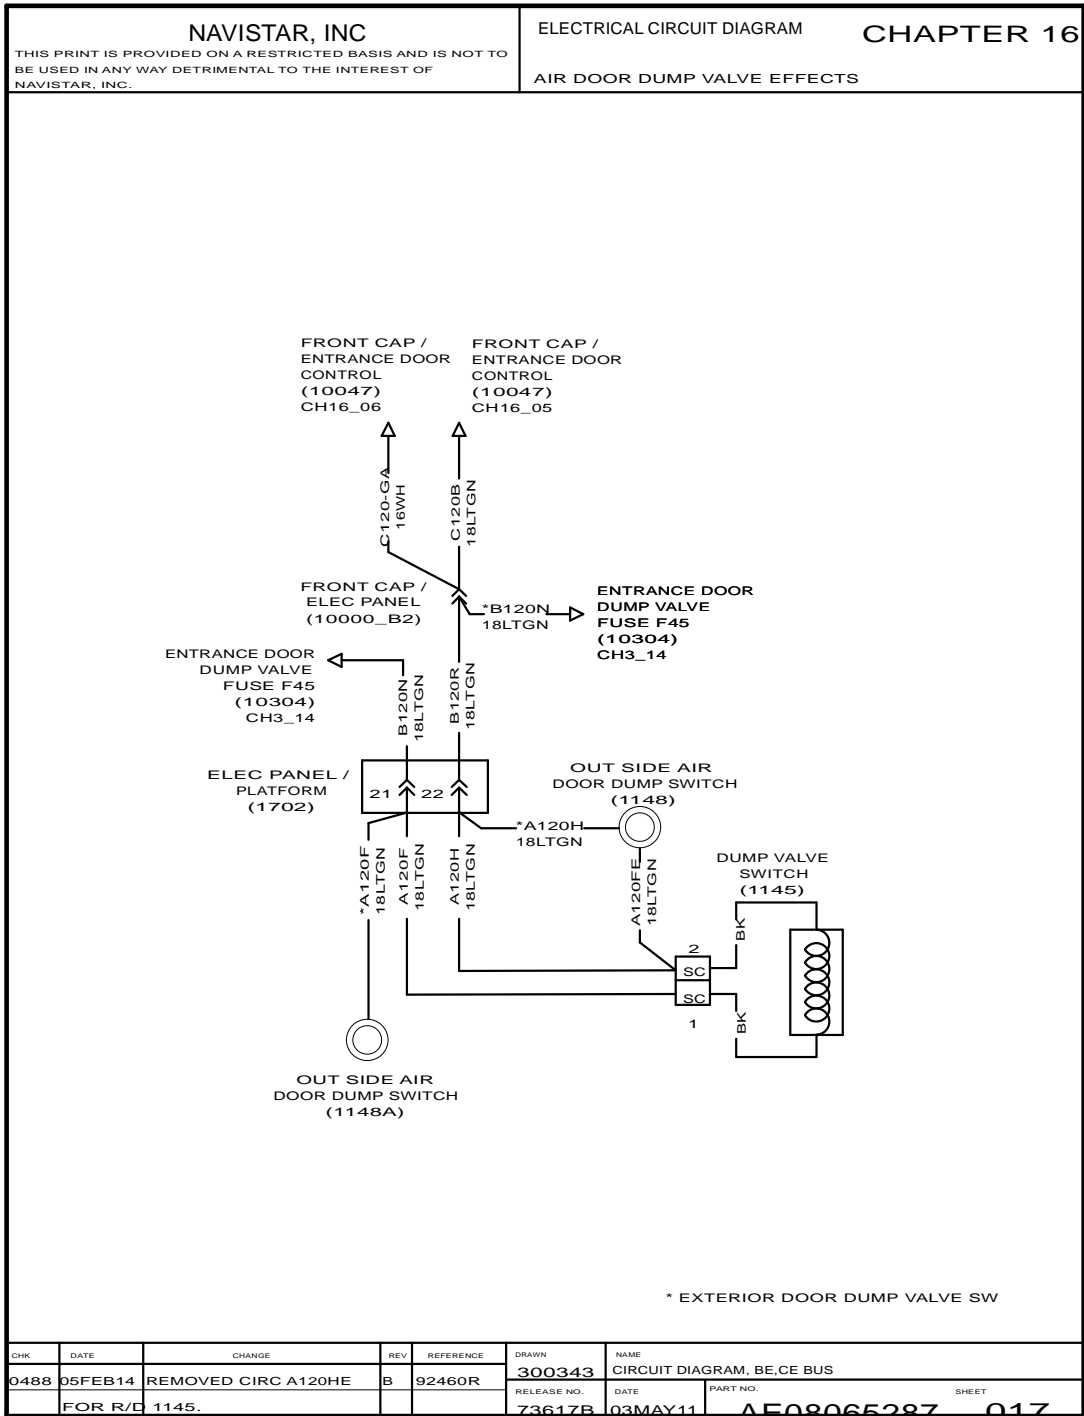 NAVISTAR, INC
THIS PRINT IS PROVIDED ON A RESTRICTED BASIS AND IS NOT TO
BE USED IN ANY WAY DETRIMENTAL TO THE INTEREST OF
NAVISTAR, INC.
ELECTRICAL CIRCUIT DIAGRAM
CHAPTER 16
AIR DOOR DUMP VALVE EFFECTS
FRONT CAP /
ENTRANCE DOOR
CONTROL
(10047)
CH16_06
FRONT CAP /
ENTRANCE DOOR
CONTROL
(10047)
CH16_05
C120-GA
16WH
C120B
18LTGN
FRONT CAP /
ELEC PANEL
(10000_B2)
*B120N
18LTGN
ENTRANCE DOOR
DUMP VALVE
FUSE F45
(10304)
CH3_14
ENTRANCE DOOR
DUMP VALVE
FUSE F45
(10304)
CH3_14
B120N
18LTGN
B120R
18LTGN
ELEC PANEL /
PLATFORM
(1702)
21
22
OUT SIDE AIR
DOOR DUMP SWITCH
(1148)
*A120H
18LTGN
*A120F
18LTGN
A120F
18LTGN
A120H
18LTGN
A120FE
18LTGN
DUMP VALVE
SWITCH
(1145)
BK
2
SC
SC
1
BK
OUT SIDE AIR
DOOR DUMP SWITCH
(1148A)
* EXTERIOR DOOR DUMP VALVE SW
CHK DATE CHANGE REV REFERENCE
0488 05FEB14 REMOVED CIRC A120HE B 92460R
FOR R/D 1145.
DRAWN
300343
NAME
CIRCUIT DIAGRAM, BE,CE BUS
RELEASE NO.
73617B
DATE
03MAY11
PART NO.
AE08065287
SHEET
017